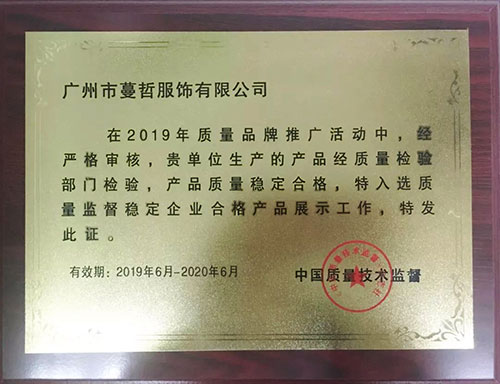 广州市蔓哲服饰有限公司
在2019年质量品牌推广活动中，经
严格审核，贵单位生产的产品经质量检验
部门检验，产品质量稳定合格，特入选质
量监督稳定企业合格产品展示工作，特发
此证。
有效期：2019年6月-2020年6月
中国质量技术监督